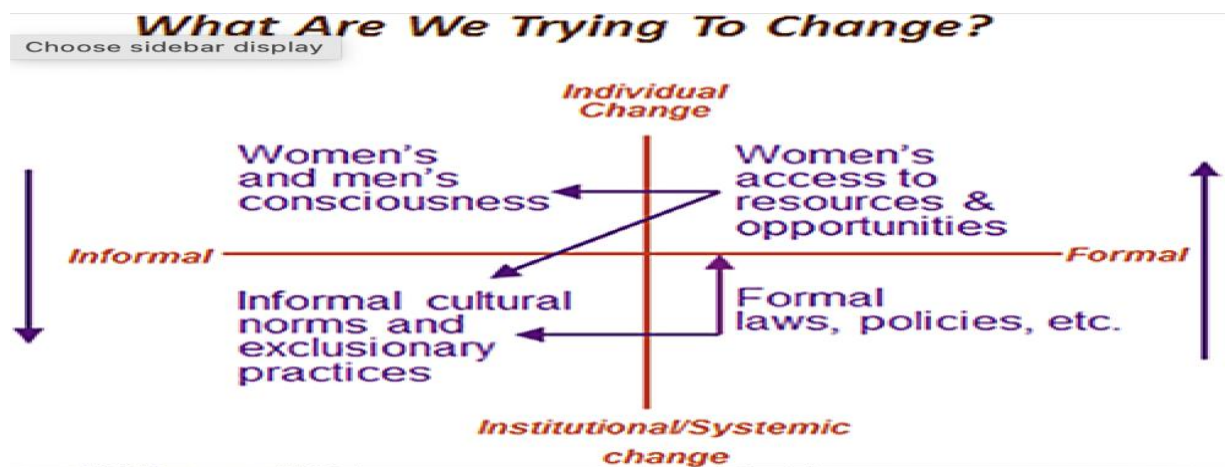 What Are We Trying To Change?
Choose sidebar display
Individual
Change
Women's
and men's
consciousness
Women's
access to
resources &
opportunities
Informal
Formal
Informal cultural
norms and
exclusionary
practices
Formal
laws, policies, etc.
Institutional/Systemic
change